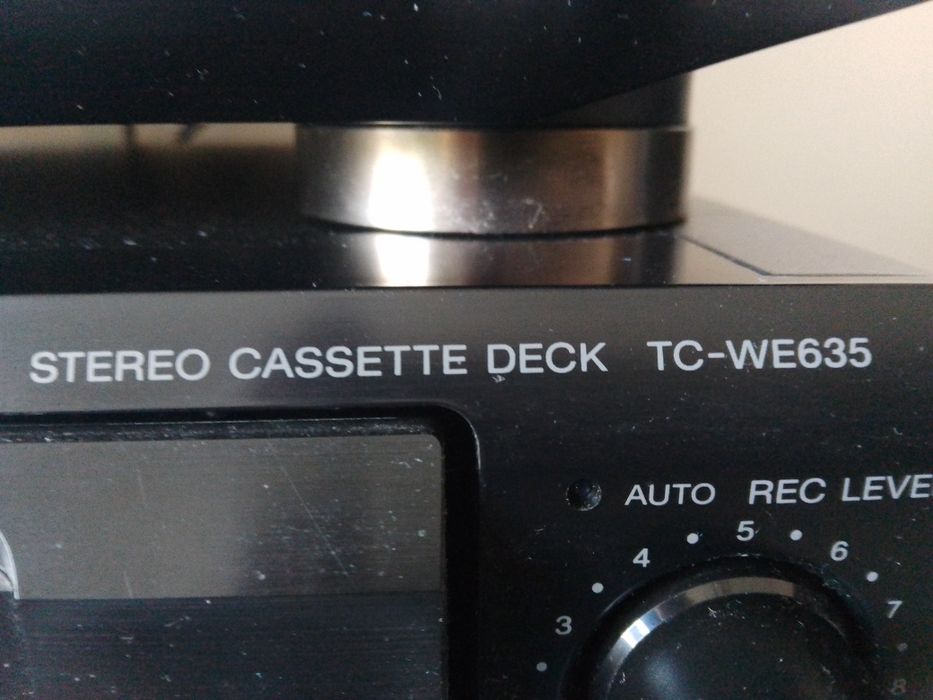 STEREO CASSETTE DECK TC-WE635
AUTO REC LEVE
5
4 6
3 7
8